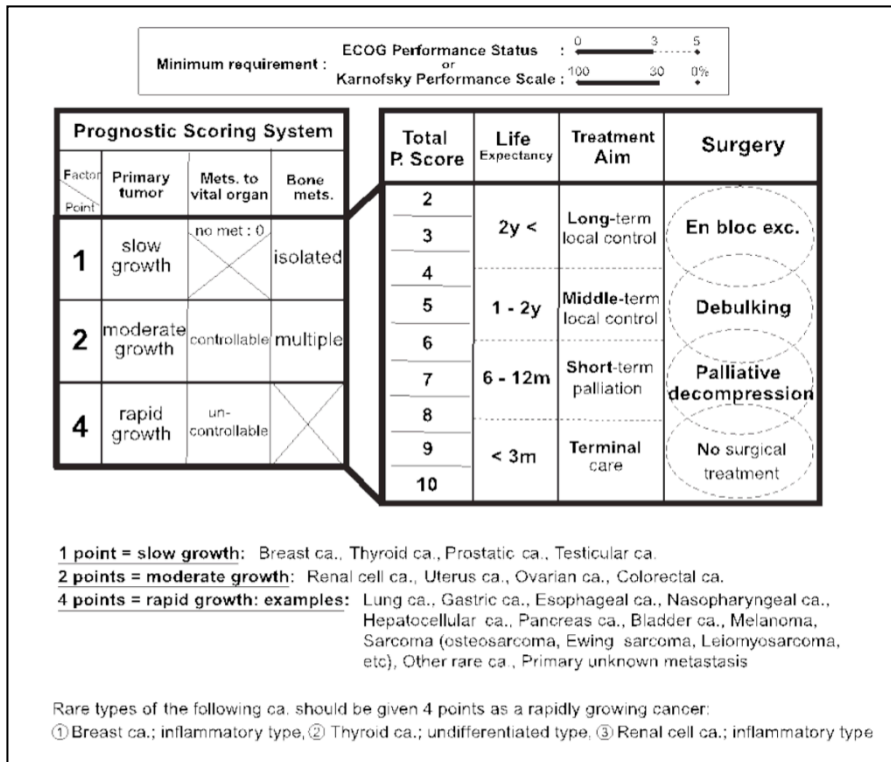 0 3 5
ECOG Performance Status :
or
Minimum requirement :
100 30 0%
Karnofsky Performance Scale :
Prognostic Scoring System
Factor
Point
Primary tumor
Mets. to vital organ
Bone mets.
1
slow growth
no met : 0
isolated
2
moderate growth
controllable
multiple
4
rapid growth
un-controllable
Total P. Score
Life Expectancy
Treatment Aim
Surgery
2
3
4
5
6
7
8
9
10
2y <
1 - 2y
6 - 12m
< 3m
Long-term local control
Middle-term local control
Short-term palliation
Terminal care
En bloc exc.
Debulking
Palliative decompression
No surgical treatment
1 point = slow growth: Breast ca., Thyroid ca., Prostatic ca., Testicular ca.
2 points = moderate growth: Renal cell ca., Uterus ca., Ovarian ca., Colorectal ca.
4 points = rapid growth: examples: Lung ca., Gastric ca., Esophageal ca., Nasopharyngeal ca.,
Hepatocellular ca., Pancreas ca., Bladder ca., Melanoma,
Sarcoma (osteosarcoma, Ewing sarcoma, Leiomyosarcoma,
etc), Other rare ca., Primary unknown metastasis
Rare types of the following ca. should be given 4 points as a rapidly growing cancer:
① Breast ca.; inflammatory type, ② Thyroid ca.; undifferentiated type, ③ Renal cell ca.; inflammatory type